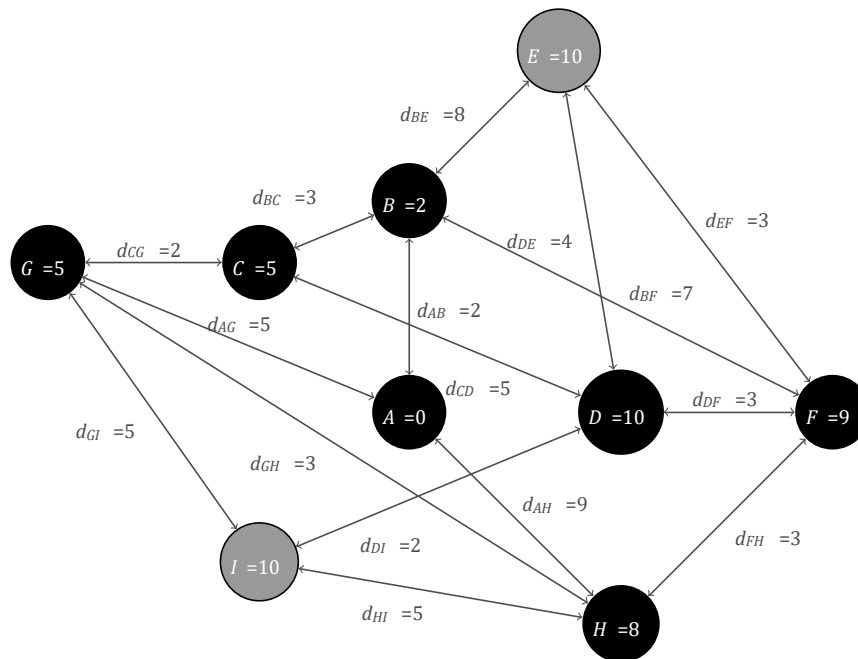 E =10
d_BE =8
d_BC =3
B =2
d_EF =3
d_DE =4
d_CG =2
G =5
C =5
d_BF =7
d_AB =2
d_AG =5
d_CD =5
d_DF =3
A =0
D =10
F =9
d_GI =5
d_GH =3
d_AH =9
d_FH =3
d_DI =2
I =10
d_HI =5
H =8